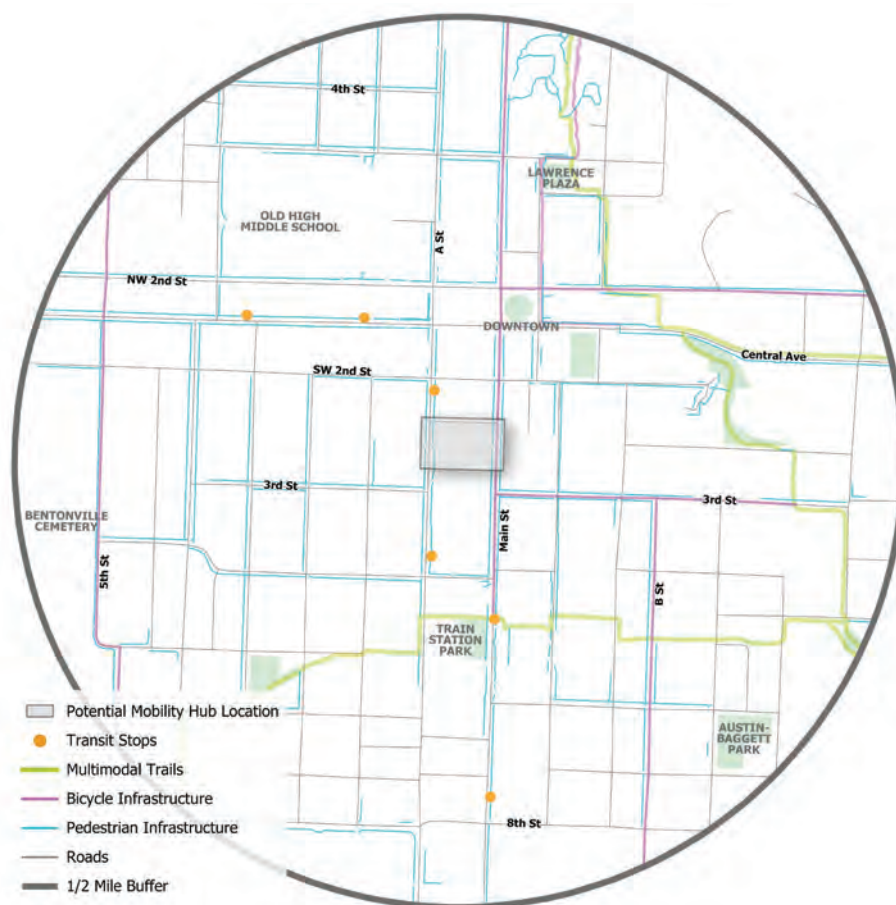 4th St
LAWRENCE
PLAZA
OLD HIGH
MIDDLE SCHOOL
A St
NW 2nd St
DOWNTOWN
Central Ave
SW 2nd St
3rd St
3rd St
BENTONVILLE
CEMETERY
Main St
5th St
B St
TRAIN
STATION
PARK
AUSTIN-
BAGGETT
PARK
8th St
Potential Mobility Hub Location
Transit Stops
Multimodal Trails
Bicycle Infrastructure
Pedestrian Infrastructure
Roads
1/2 Mile Buffer